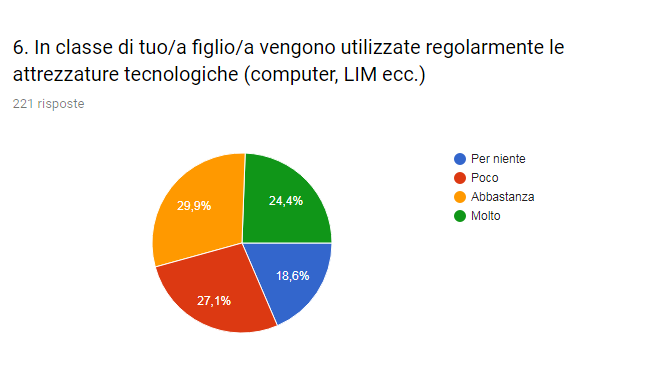 6. In classe di tuo/a figlio/a vengono utilizzate regolarmente le
attrezzature tecnologiche (computer, LIM ecc.)
221 risposte
Per niente
Poco
Abbastanza
Molto
29,9%
24,4%
18,6%
27,1%